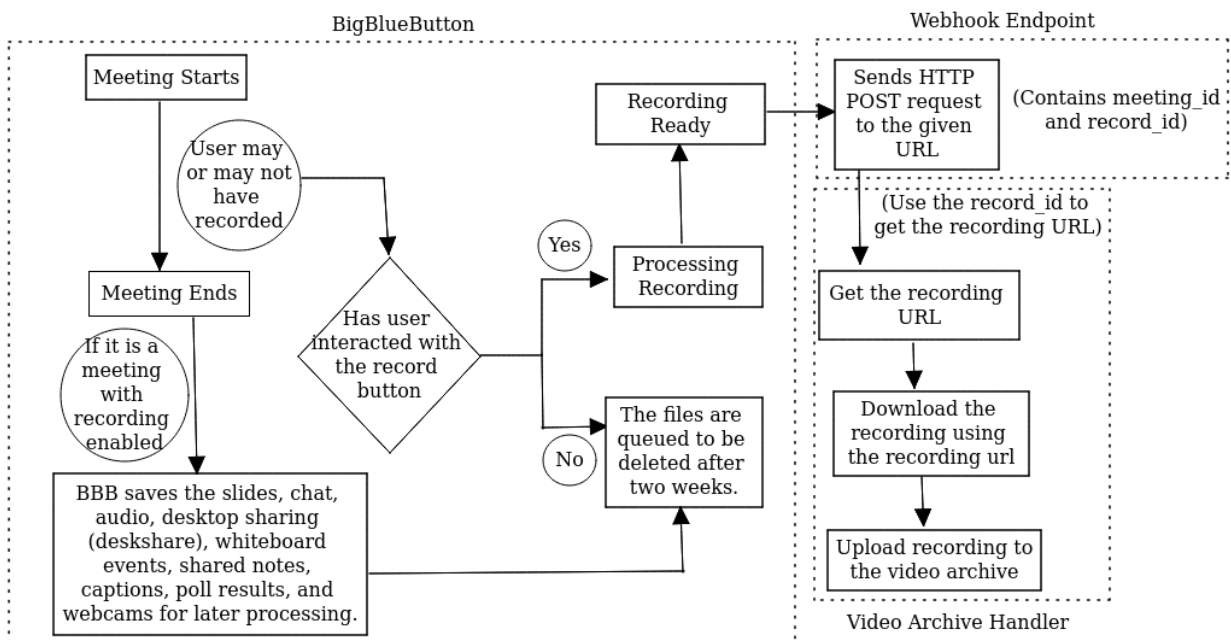 BigBlueButton
Meeting Starts
User may
or may not
have
recorded
Meeting Ends
If it is a
meeting
with
recording
enabled
Has user
interacted with
the record
button
Yes
No
Recording
Ready
Processing
Recording
The files are
queued to be
deleted after
two weeks.
BBB saves the slides, chat,
audio, desktop sharing
(deskshare), whiteboard
events, shared notes,
captions, poll results, and
webcams for later processing.
Webhook Endpoint
Sends HTTP
POST request
to the given
URL
(Contains meeting_id
and record_id)
(Use the record_id to
get the recording URL)
Get the recording
URL
Download the
recording using
the recording url
Upload recording to
the video archive
Video Archive Handler